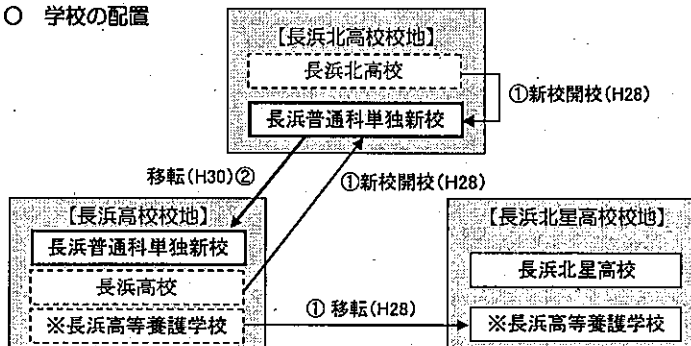 ○ 学校の配置
【長浜北高校校地】
長浜北高校
①新校開校(H28)
長浜普通科単独新校
移転(H30)②
①新校開校(H28)
【長浜高校校地】
長浜普通科単独新校
長浜高校
※長浜高等養護学校
① 移転(H28)
【長浜北星高校校地】
長浜北星高校
※長浜高等養護学校